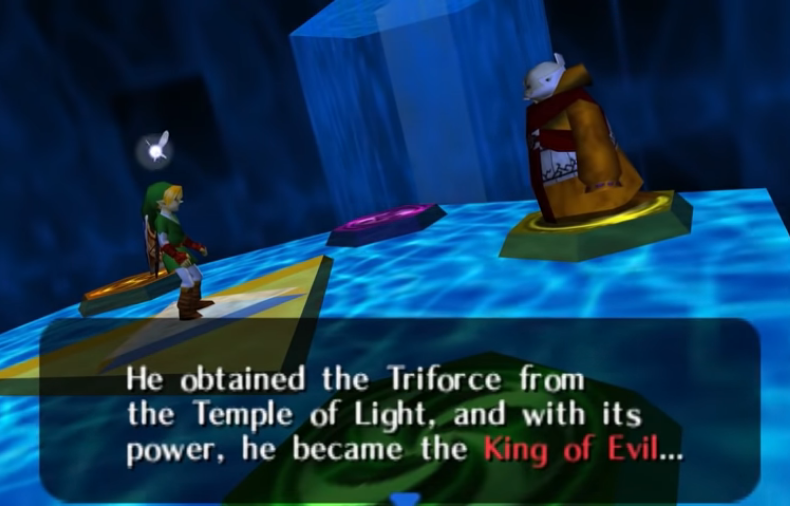 He obtained the Triforce from
the Temple of Light, and with its
power, he became the King of Evil...